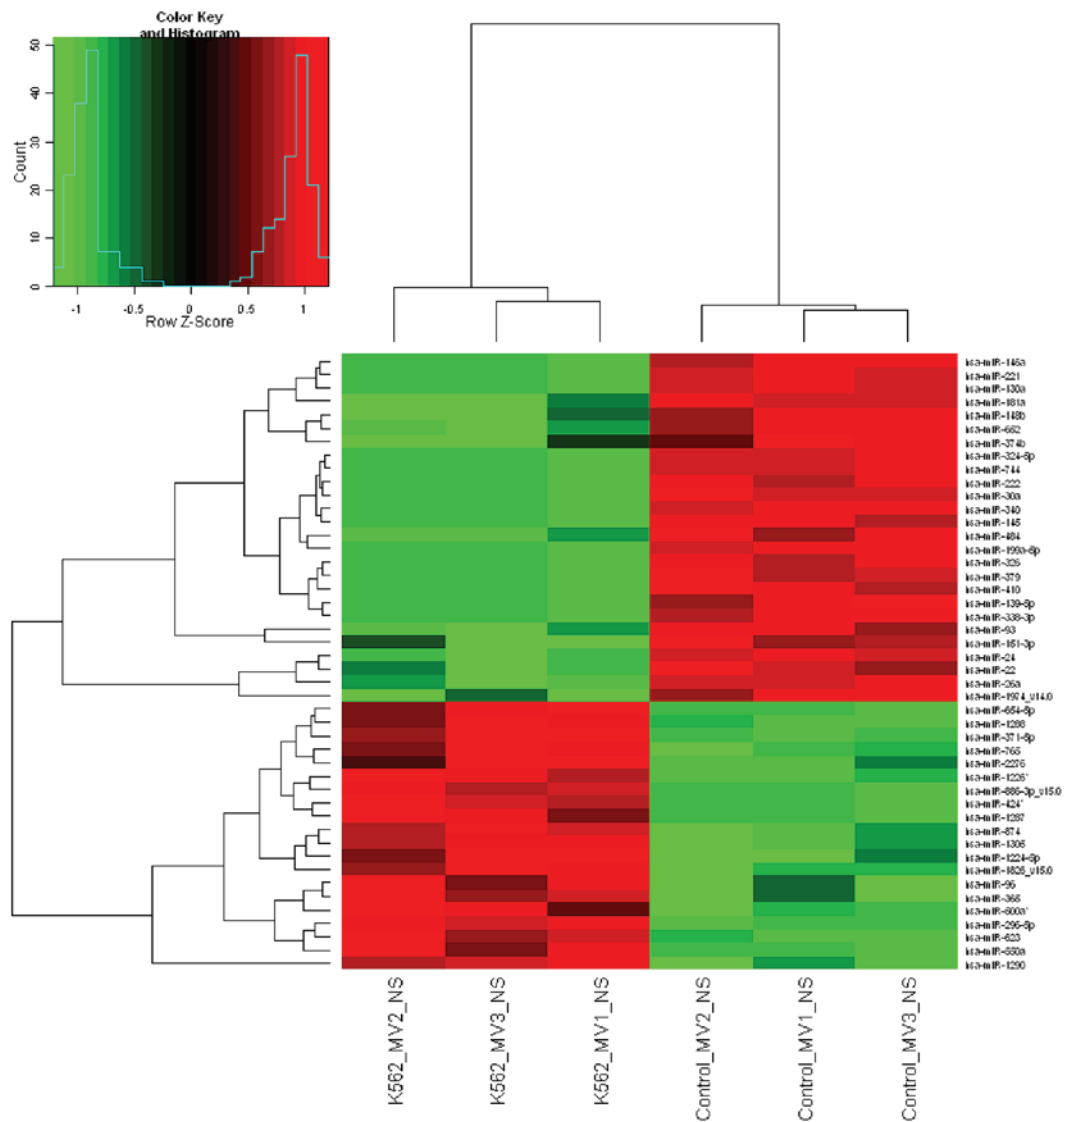 Color Key
and Histogram
50
40
30
20
10
0
Count
-1
-0.5
0
0.5
1
Row Z-Score
hsa-miR-146a
hsa-miR-221
hsa-miR-130a
hsa-miR-181a
hsa-miR-148b
hsa-miR-652
hsa-miR-374b
hsa-miR-324-5p
hsa-miR-744
hsa-miR-222
hsa-miR-30a
hsa-miR-340
hsa-miR-145
hsa-miR-484
hsa-miR-199a-5p
hsa-miR-326
hsa-miR-379
hsa-miR-410
hsa-miR-139-5p
hsa-miR-338-3p
hsa-miR-93
hsa-miR-151-3p
hsa-miR-24
hsa-miR-22
hsa-miR-26a
hsa-miR-1974_v14.0
hsa-miR-654-5p
hsa-miR-1288
hsa-miR-371-5p
hsa-miR-765
hsa-miR-2276
hsa-miR-1226*
hsa-miR-886-3p_v15.0
hsa-miR-424*
hsa-miR-1287
hsa-miR-874
hsa-miR-1305
hsa-miR-1224-5p
hsa-miR-1826_v15.0
hsa-miR-96
hsa-miR-365
hsa-miR-500a*
hsa-miR-296-5p
hsa-miR-623
hsa-miR-550a
hsa-miR-1290
K562_MV2_NS
K562_MV3_NS
K562_MV1_NS
Control_MV2_NS
Control_MV1_NS
Control_MV3_NS